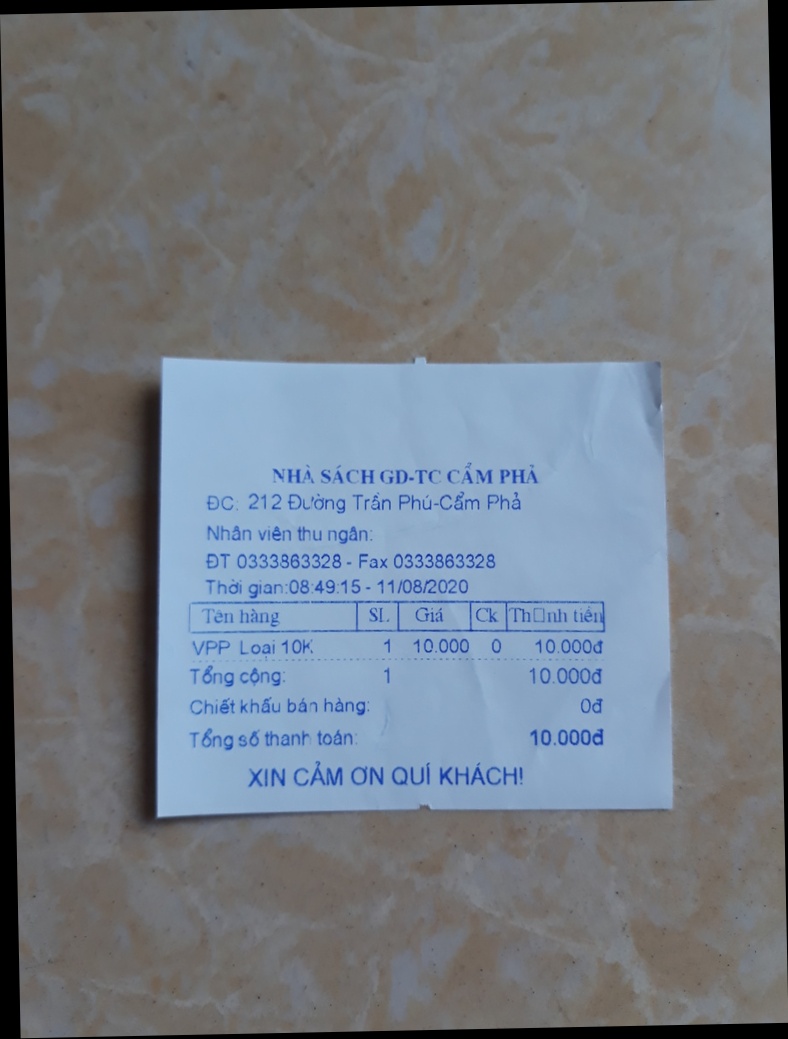 NHÀ SÁCH GD-TC CẨM PHẢ
ĐC: 212 Đường Trần Phú-Cẩm Phả
Nhân viên thu ngân:
ĐT 0333863328 - Fax 0333863328
Thời gian:08:49:15 - 11/08/2020
Tên hàng SL Giá Ck Th□nh tiền
VPP Loại 10K 1 10.000 0 10.000đ
Tổng cộng: 1 10.000đ
Chiết khấu bán hàng: 0đ
Tổng số thanh toán: 10.000đ
XIN CẢM ƠN QUÍ KHÁCH!